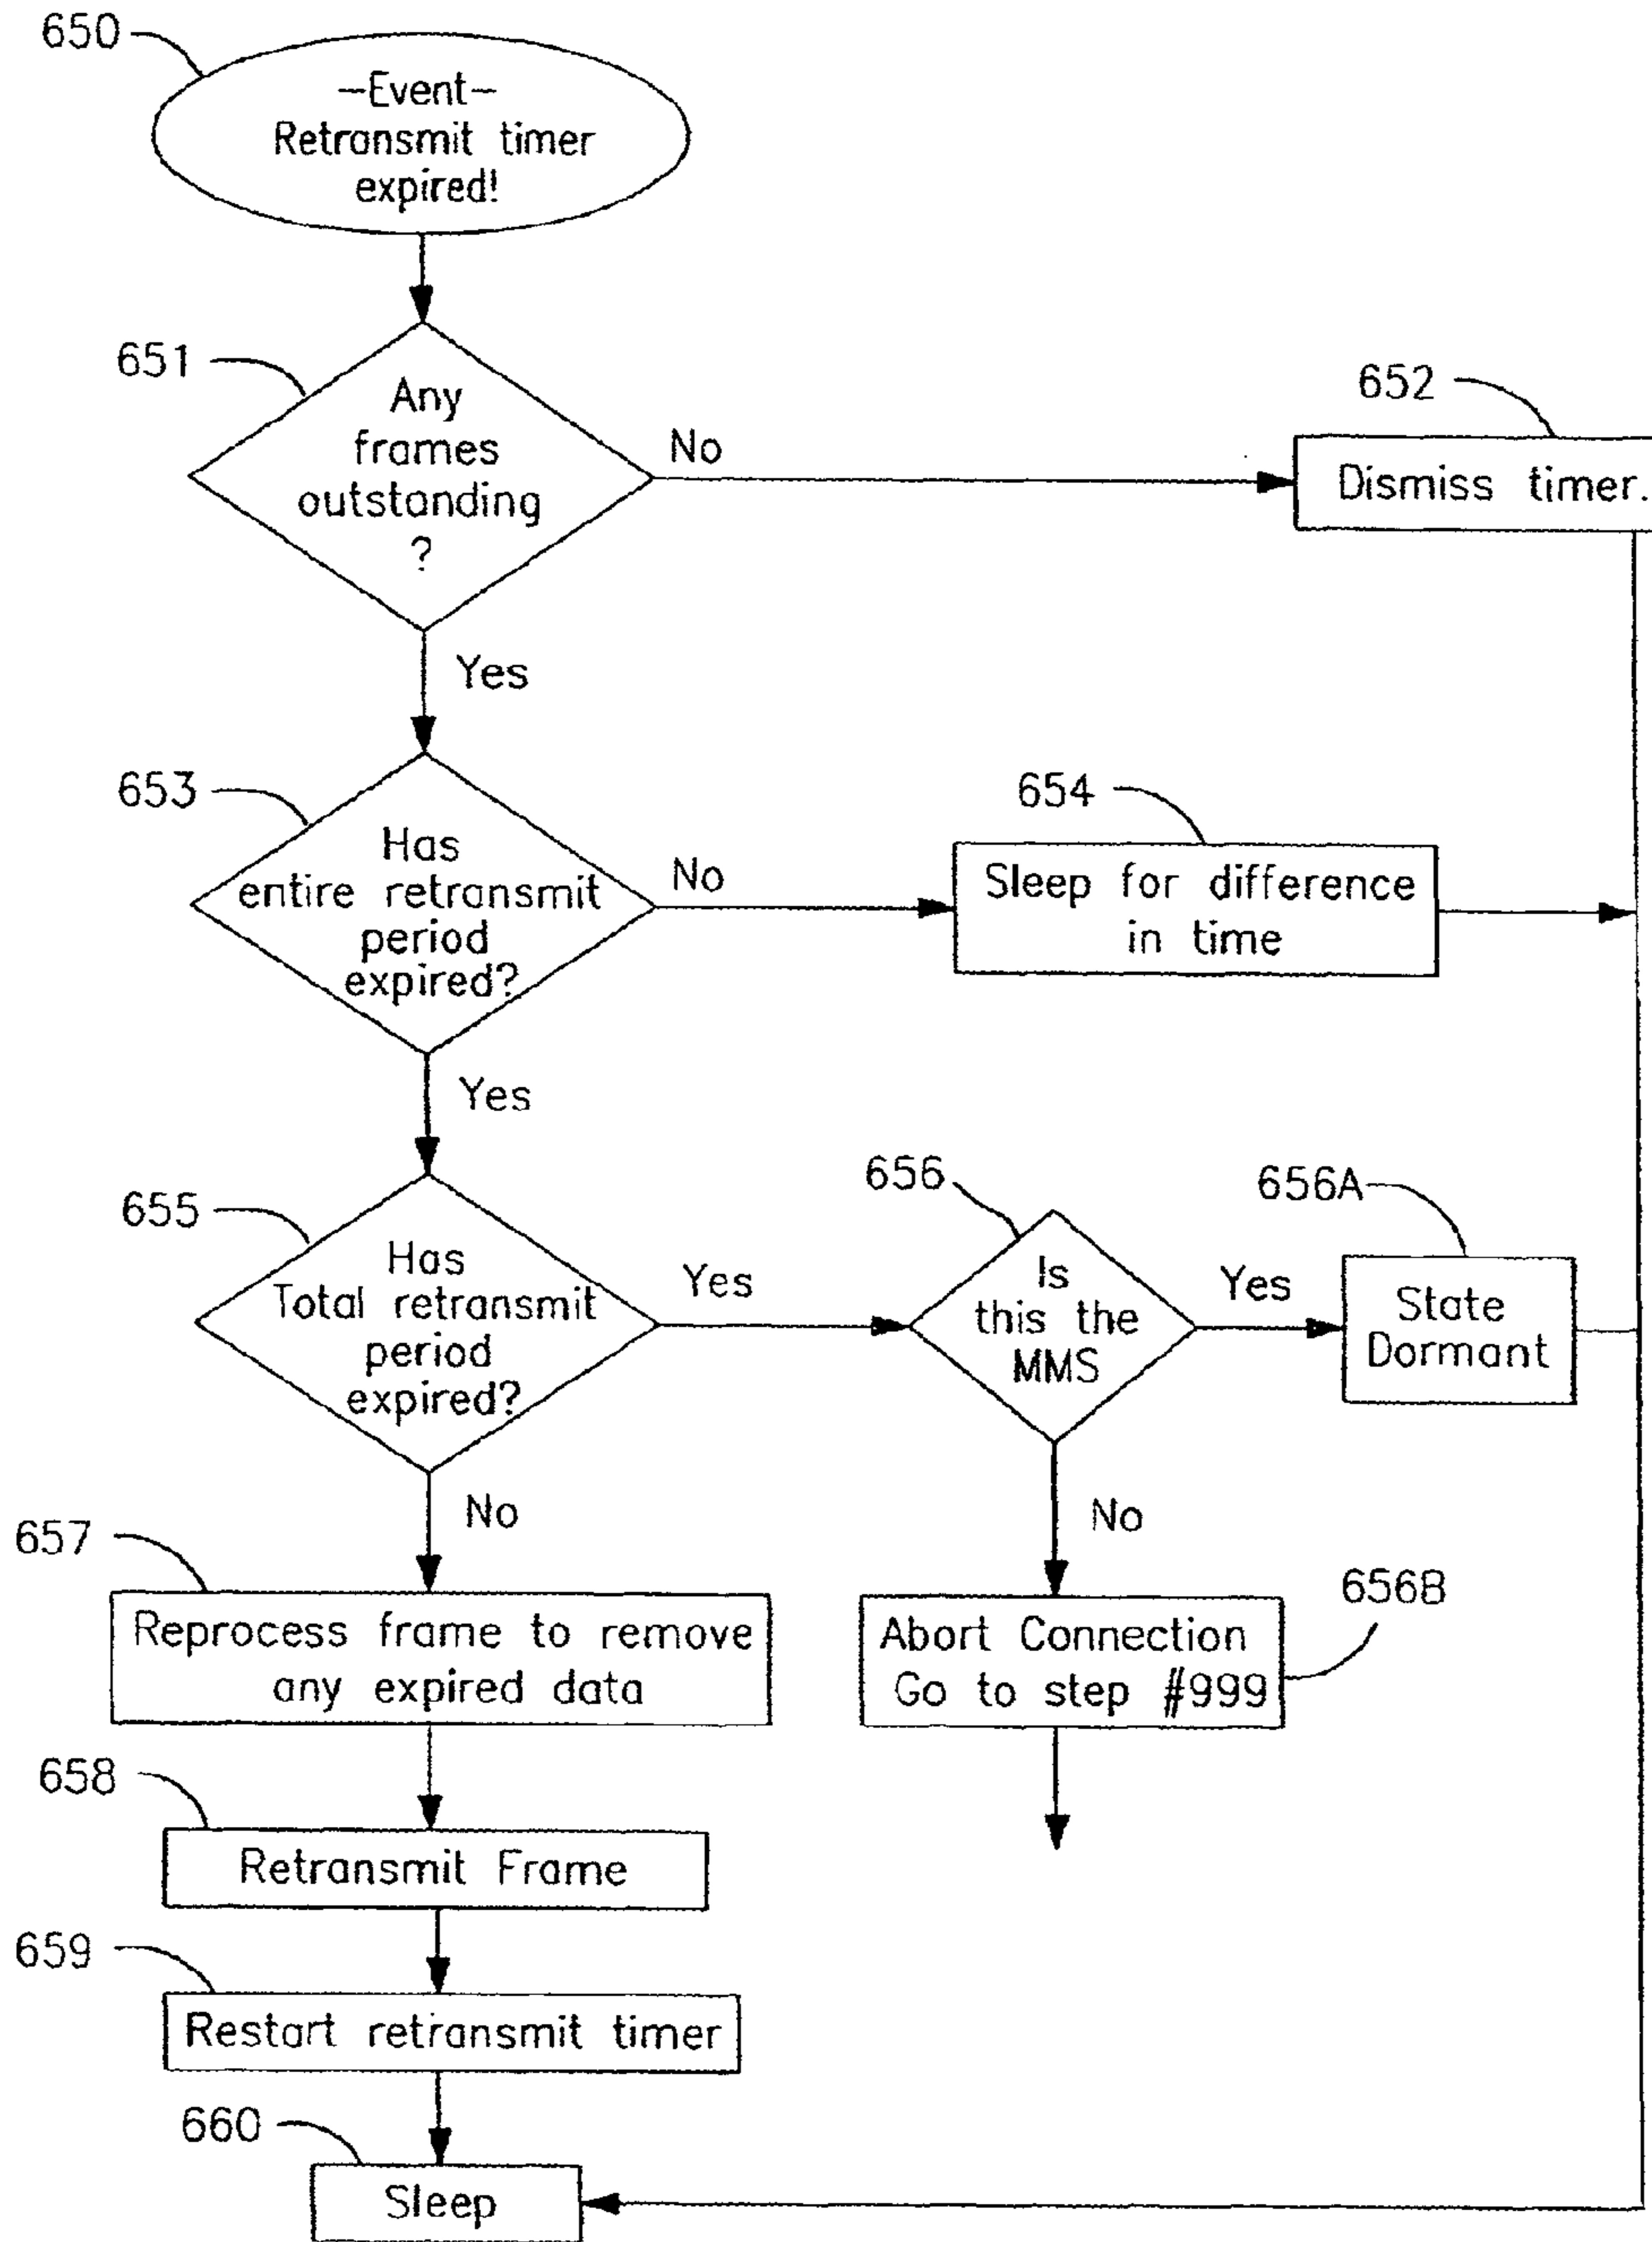 650
–Event–
Retransmit timer
expired!
651
Any
frames
outstanding
?
No
652
Dismiss timer.
Yes
653
Has
entire retransmit
period
expired?
No
654
Sleep for difference
in time
Yes
655
Has
Total retransmit
period
expired?
Yes
656
Is
this the
MMS
Yes
656A
State
Dormant
No
No
657
Reprocess frame to remove
any expired data
656B
Abort Connection
Go to step #999
658
Retransmit Frame
659
Restart retransmit timer
660
Sleep